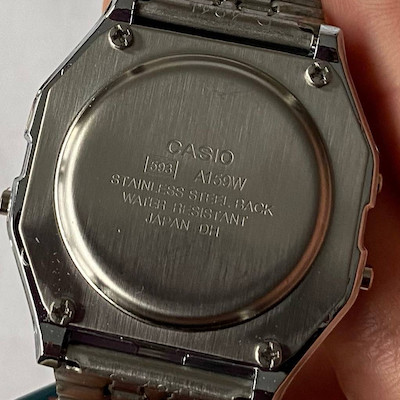 CASIO
593 A159W
STAINLESS STEEL BACK
WATER RESISTANT
JAPAN DH